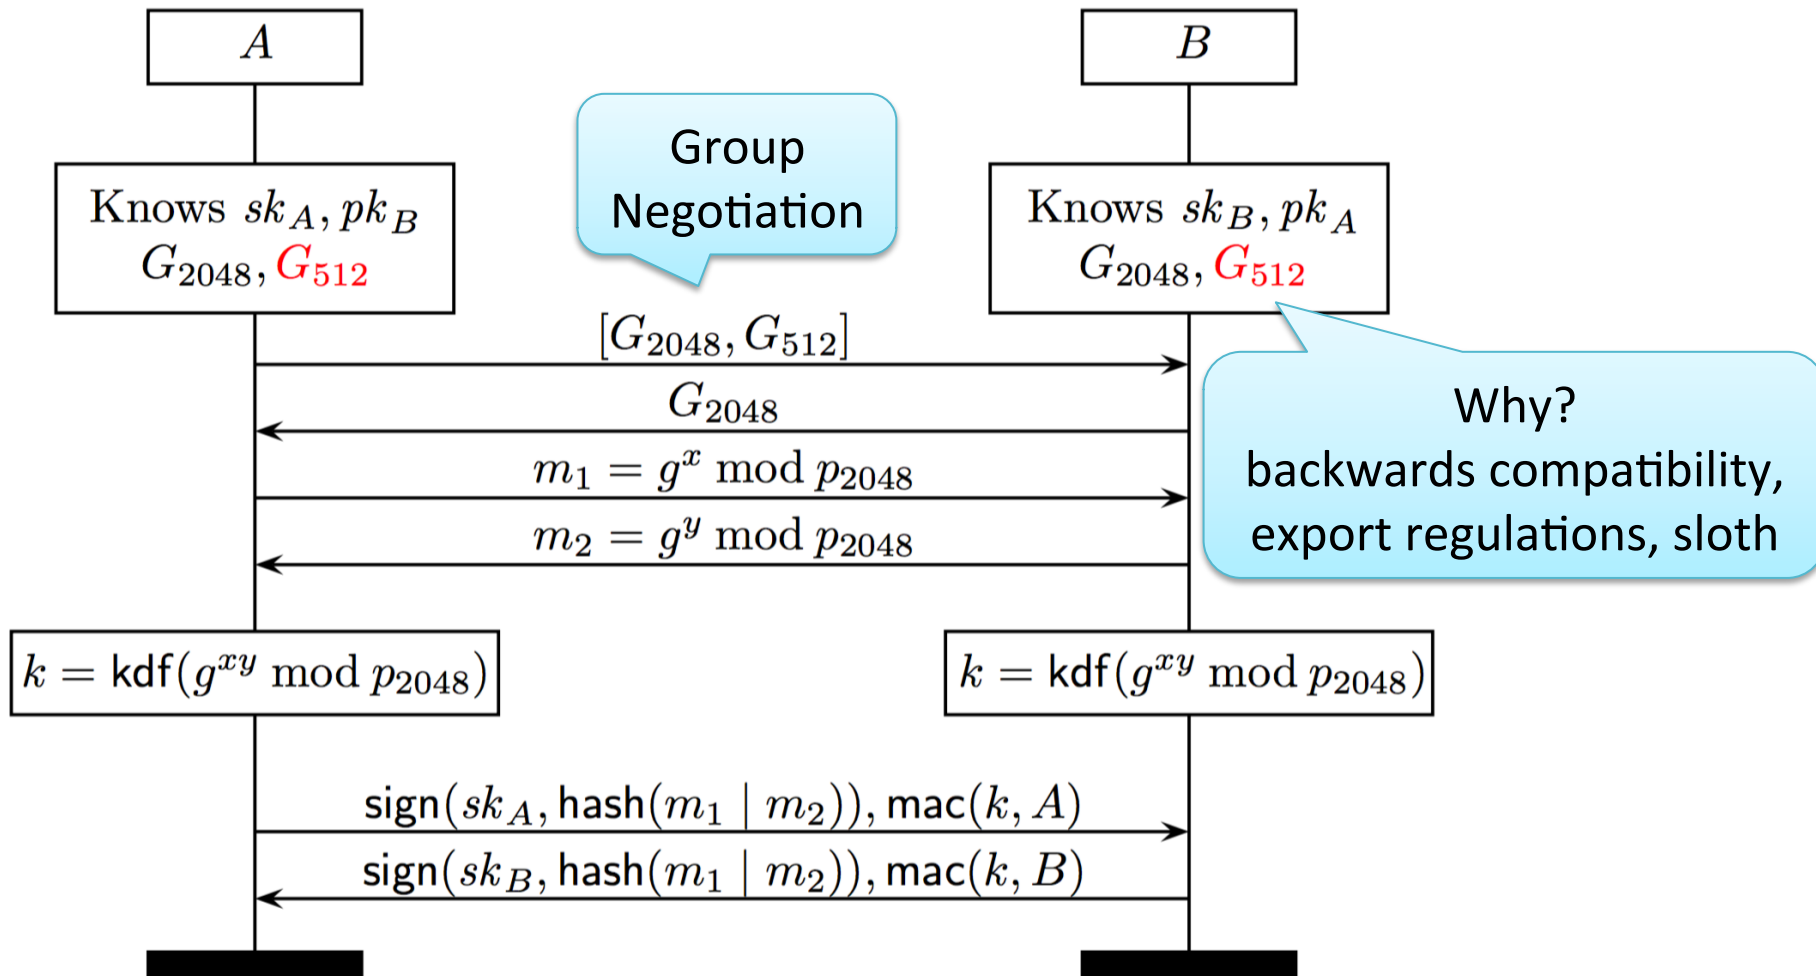 A
B
Group
Negotiation
Knows sk_A, pk_B
G_2048, G_512
Knows sk_B, pk_A
G_2048, G_512
[G_2048, G_512]
G_2048
Why?
backwards compatibility,
export regulations, sloth
m_1 = g^x mod p_2048
m_2 = g^y mod p_2048
k = kdf(g^xy mod p_2048)
k = kdf(g^xy mod p_2048)
sign(sk_A, hash(m_1 | m_2)), mac(k, A)
sign(sk_B, hash(m_1 | m_2)), mac(k, B)